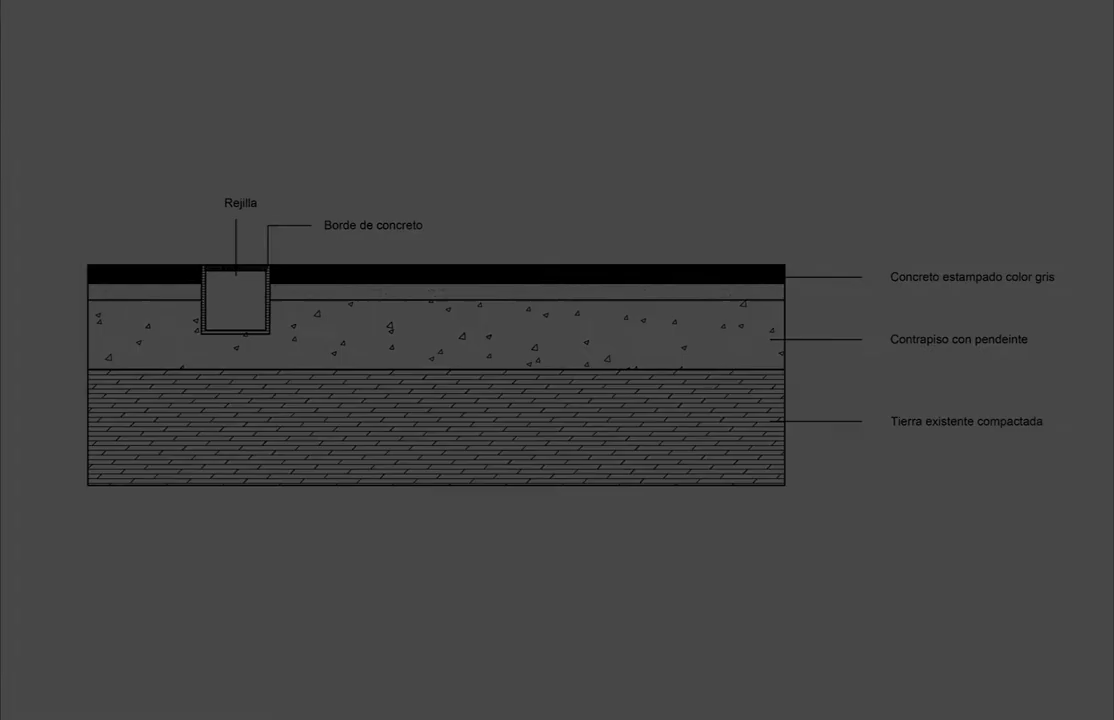 Rejilla
Borde de concreto
Concreto estampado color gris
Contrapiso con pendeinte
Tierra existente compactada